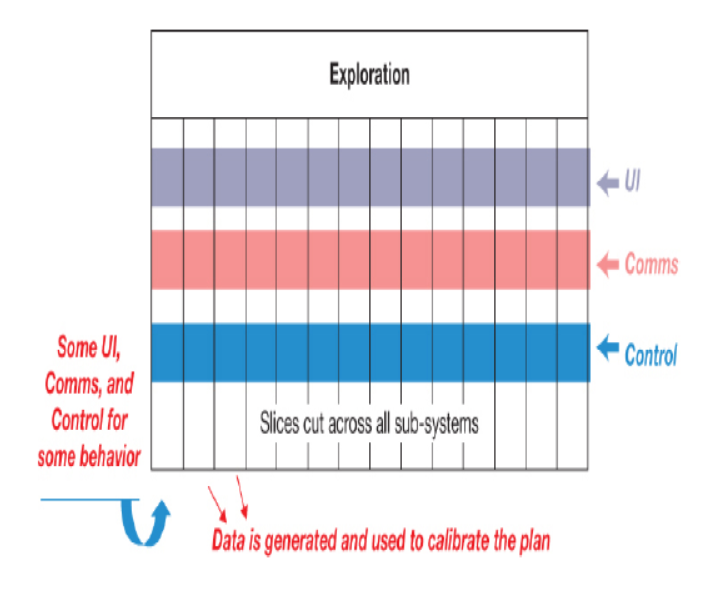 Exploration
UI
Comms
Control
Some UI,
Comms, and
Control for
some behavior
Slices cut across all sub-systems
Data is generated and used to calibrate the plan